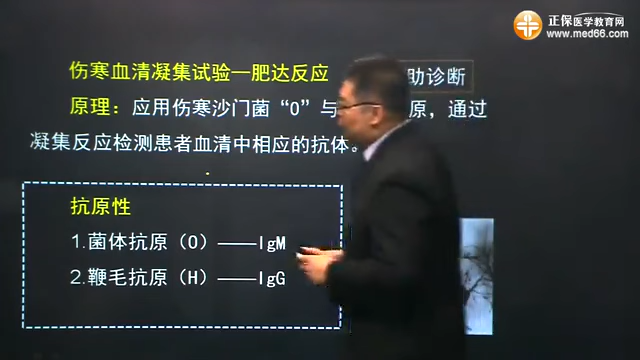 正保医学教育网
www.med66.com
伤寒血清凝集试验—肥达反应
助诊断
原理：应用伤寒沙门菌“O”与 原，通过
凝集反应检测患者血清中相应的抗体。
抗原性
1.菌体抗原（O）——IgM
2.鞭毛抗原（H）——IgG